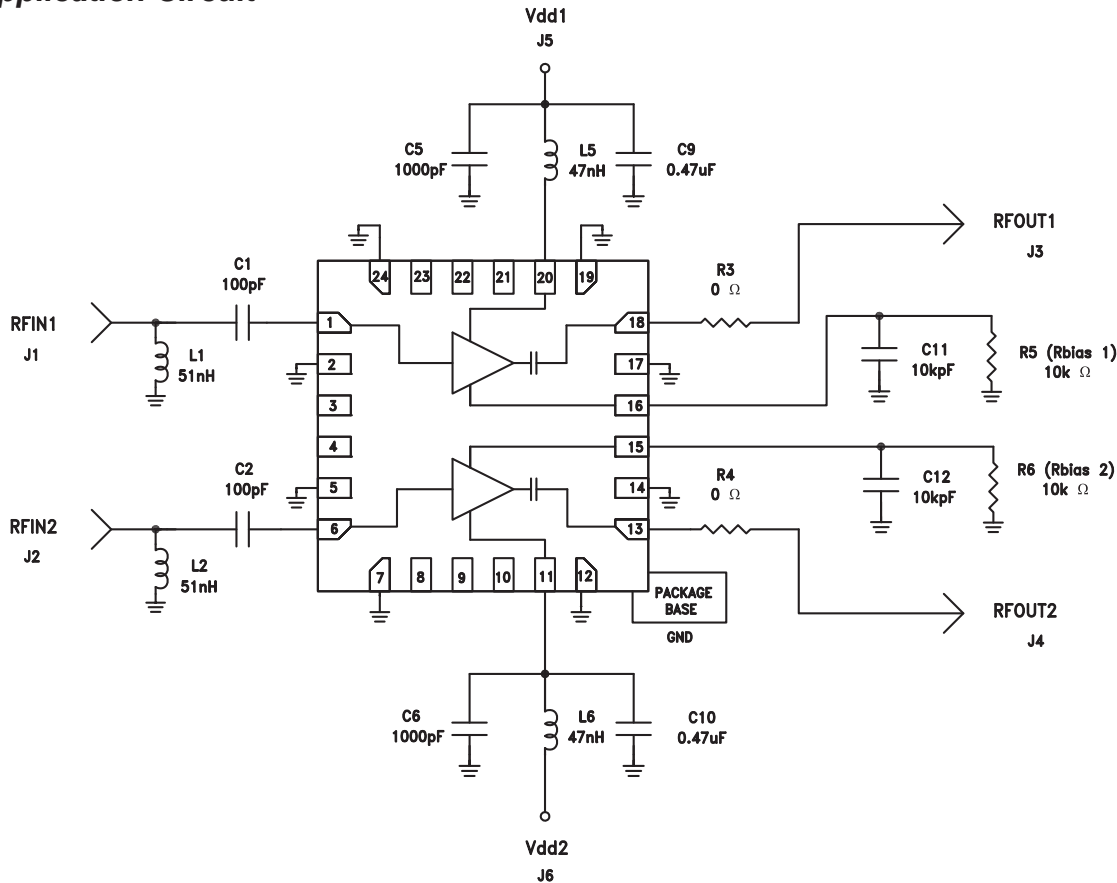 Application Circuit
Vdd1
J5
C5
1000pF
L5
47nH
C9
0.47uF
RFOUT1
J3
24
23
22
21
20
19
C1
100pF
R3
0 Ω
RFIN1
J1
L1
51nH
1
18
C11
10kpF
R5 (Rbias 1)
10k Ω
2
17
3
16
4
15
C2
100pF
5
14
R4
0 Ω
C12
10kpF
R6 (Rbias 2)
10k Ω
RFIN2
J2
L2
51nH
6
13
7
8
9
10
11
12
PACKAGE
BASE
GND
RFOUT2
J4
C6
1000pF
L6
47nH
C10
0.47uF
Vdd2
J6